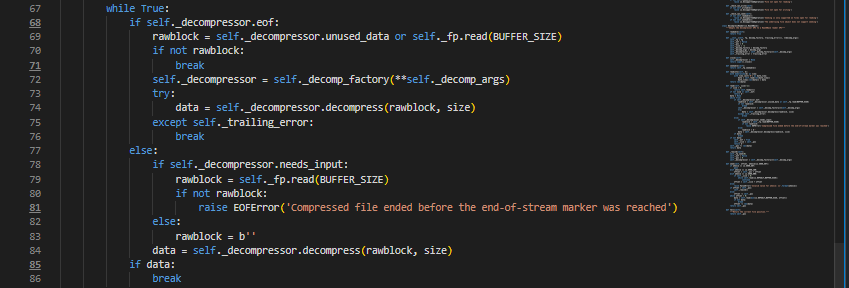 67 while True:
68 if self._decompressor.eof:
69 rawblock = self._decompressor.unused_data or self._fp.read(BUFFER_SIZE)
70 if not rawblock:
71 break
72 self._decompressor = self._decomp_factory(**self._decomp_args)
73 try:
74 data = self._decompressor.decompress(rawblock, size)
75 except self._trailing_error:
76 break
77 else:
78 if self._decompressor.needs_input:
79 rawblock = self._fp.read(BUFFER_SIZE)
80 if not rawblock:
81 raise EOFError('Compressed file ended before the end-of-stream marker was reached')
82 else:
83 rawblock = b''
84 data = self._decompressor.decompress(rawblock, size)
85 if data:
86 break